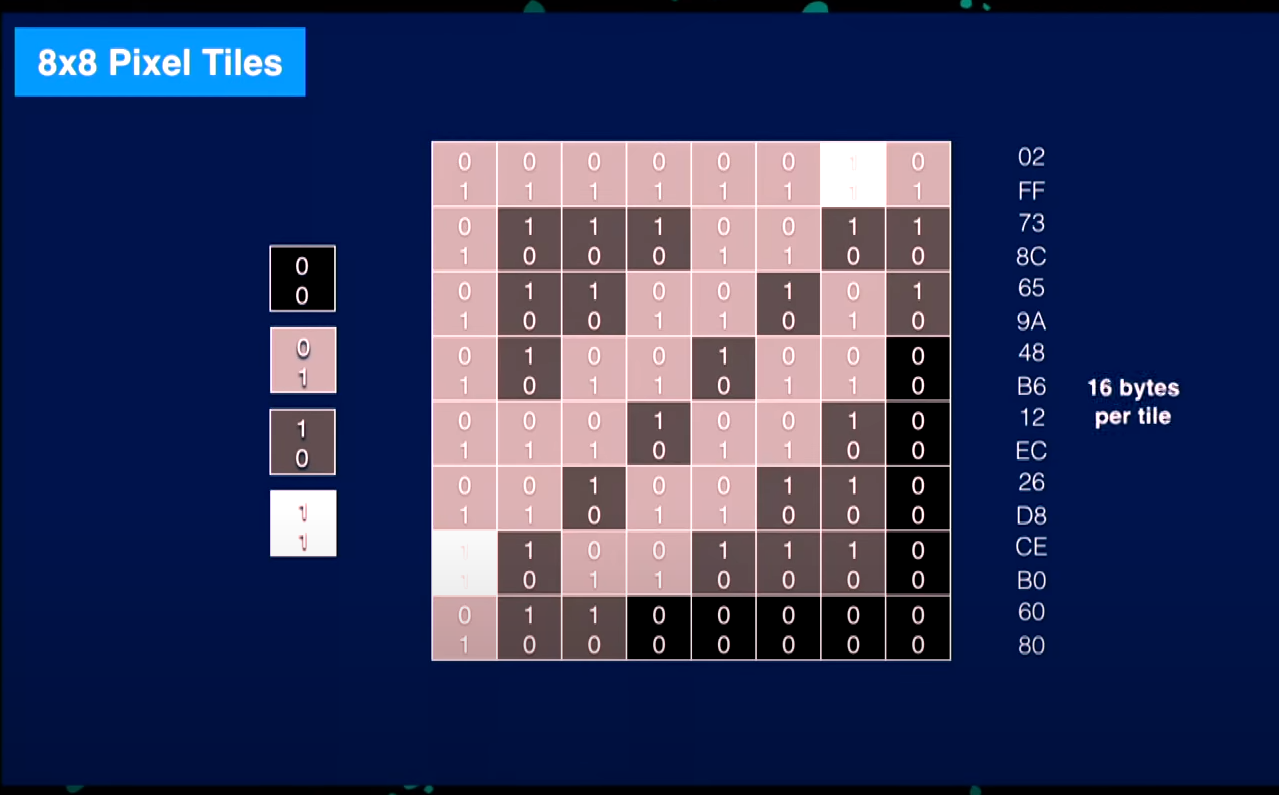 8x8 Pixel Tiles
0 0 0 0 0 0 1 0 02
1 1 1 1 1 1 1 1 FF
0 1 1 1 0 0 1 1 73
1 0 0 0 1 1 0 0 8C
0
0
0 1 1 0 0 1 0 1 65
1 0 0 1 1 0 1 0 9A
0
1
0 1 0 0 1 0 0 0 48
1 0 1 1 0 1 1 0 B6
16 bytes
per tile
0 0 0 1 0 0 1 0 12
1 1 1 0 1 1 0 0 EC
1
0
0 0 1 0 0 1 1 0 26
1 1 0 1 1 0 0 0 D8
1
1
1 1 0 0 1 1 1 0 CE
1 0 1 1 0 0 0 0 B0
0 1 1 0 0 0 0 0 60
1 0 0 0 0 0 0 0 80